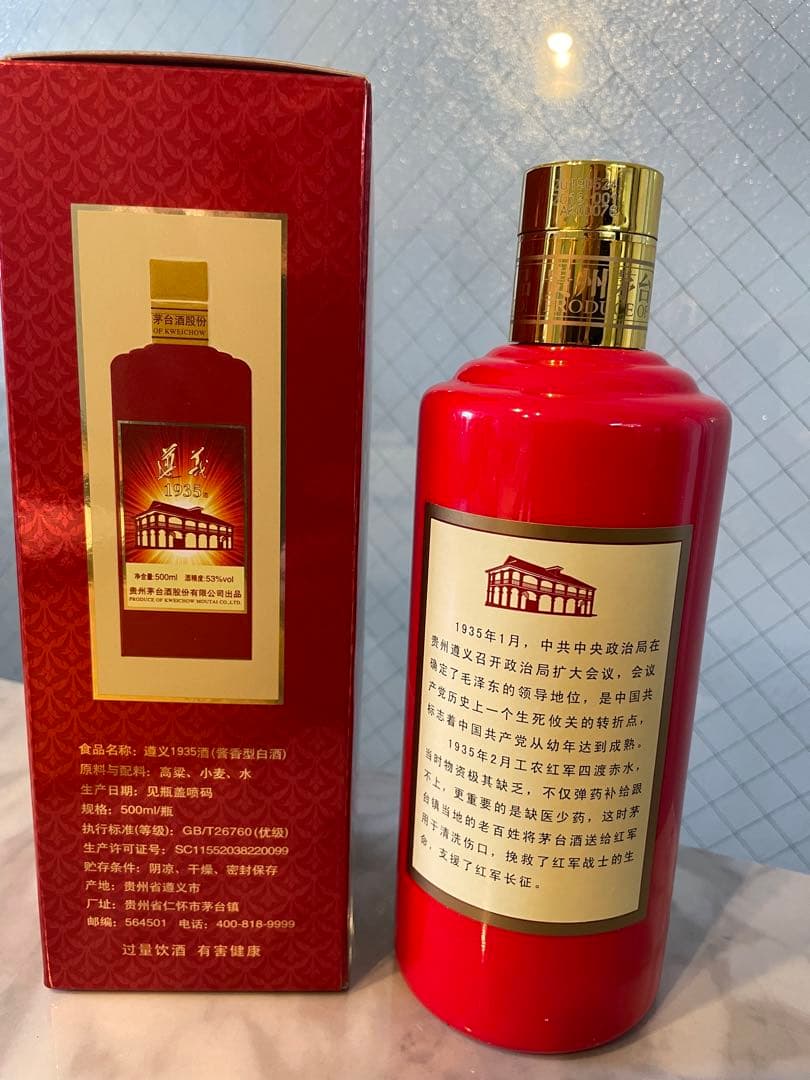 茅台酒股份
OF KWEICHOW
遵義
1935
净含量:500ml 酒精度:53%vol
贵州茅台酒股份有限公司出品
PRODUCE OF KWEICHOW MOUTAI CO.,LTD.
食品名称: 遵义1935酒(酱香型白酒)
原料与配料: 高粱、小麦、水
生产日期: 见瓶盖喷码
规格: 500ml/瓶
执行标准(等级): GB/T26760(优级)
生产许可证号: SC11552038220099
贮存条件: 阴凉、干燥、密封保存
产地: 贵州省遵义市
厂址: 贵州省仁怀市茅台镇
邮编: 564501 电话: 400-818-9999
过量饮酒 有害健康
贵州茅台
PRODU
1935年1月，中共中央政治局在
贵州遵义召开政治局扩大会议，会议
确定了毛泽东的领导地位，是中国共
产党历史上一个生死攸关的转折点，
标志着中国共产党从幼年达到成熟。
1935年2月工农红军四渡赤水，
当时物资极其缺乏，不仅弹药补给跟
不上，更重要的是缺医少药，这时茅
台镇当地的老百姓将茅台酒送给红军
用于清洗伤口，挽救了红军战士的生
命，支援了红军长征。